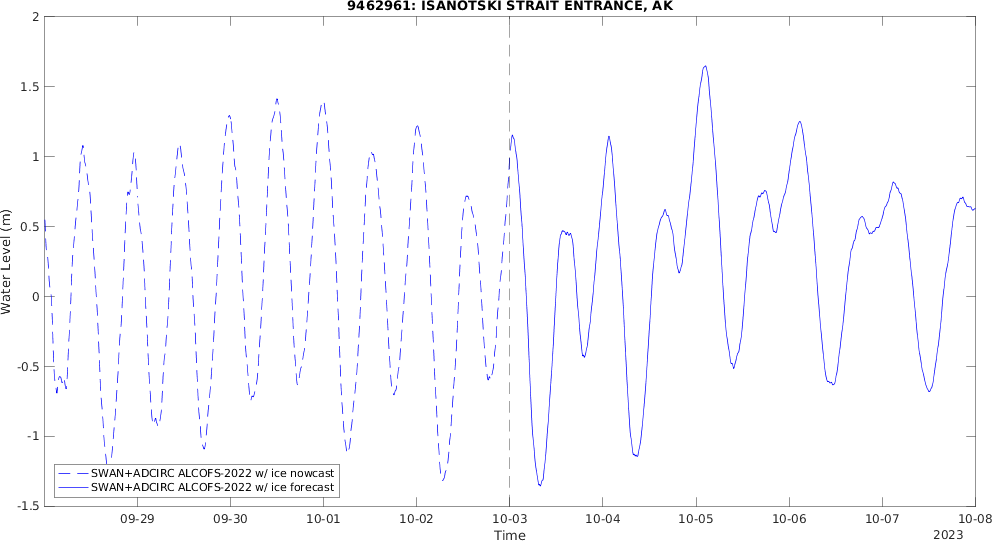 9462961: ISANOTSKI STRAIT ENTRANCE, AK
2
1.5
1
0.5
0
-0.5
-1
-1.5
Water Level (m)
SWAN+ADCIRC ALCOFS-2022 w/ ice nowcast
SWAN+ADCIRC ALCOFS-2022 w/ ice forecast
09-29 09-30 10-01 10-02 10-03 10-04 10-05 10-06 10-07 10-08
Time
2023